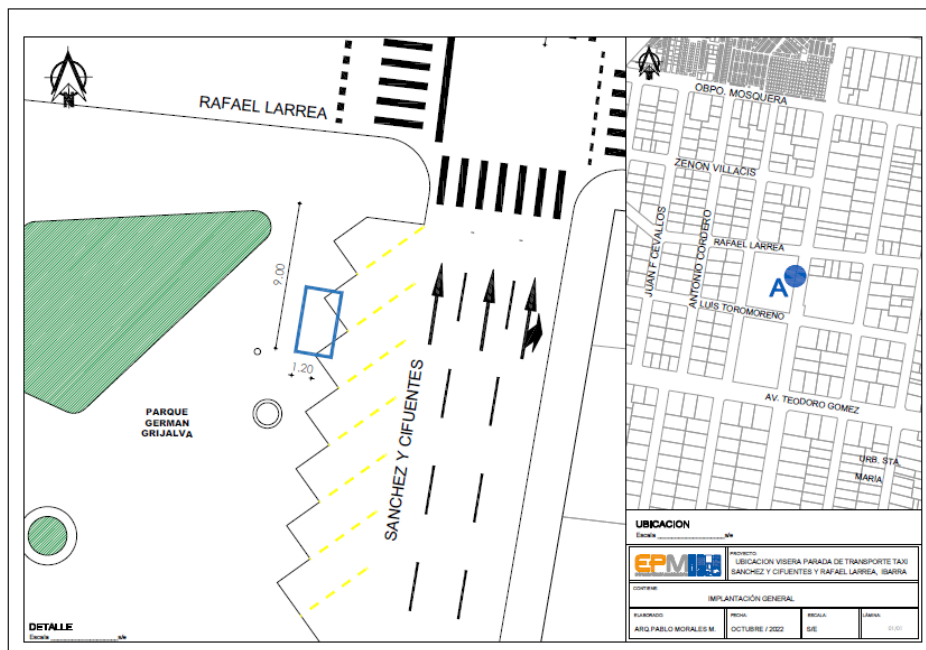 RAFAEL LARREA
9.00
1.20
PARQUE
GERMAN
GRIJALVA
SANCHEZ Y CIFUENTES
DETALLE
Escala s/e
OBPO. MOSQUERA
ZENON VILLACIS
JUAN F CEVALLOS
ANTONIO CORDERO
RAFAEL LARREA
A
LUIS TOROMORENO
AV. TEODORO GOMEZ
URB. STA.
MARIA
UBICACION
Escala s/e
EPM
PROYECTO:
UBICACION VISERA PARADA DE TRANSPORTE TAXI
SANCHEZ Y CIFUENTES Y RAFAEL LARREA, IBARRA
CONTIENE:
IMPLANTACIÓN GENERAL
ELABORADO:
ARQ.PABLO MORALES M.
FECHA:
OCTUBRE / 2022
ESCALA:
S/E
LÁMINA:
01/01